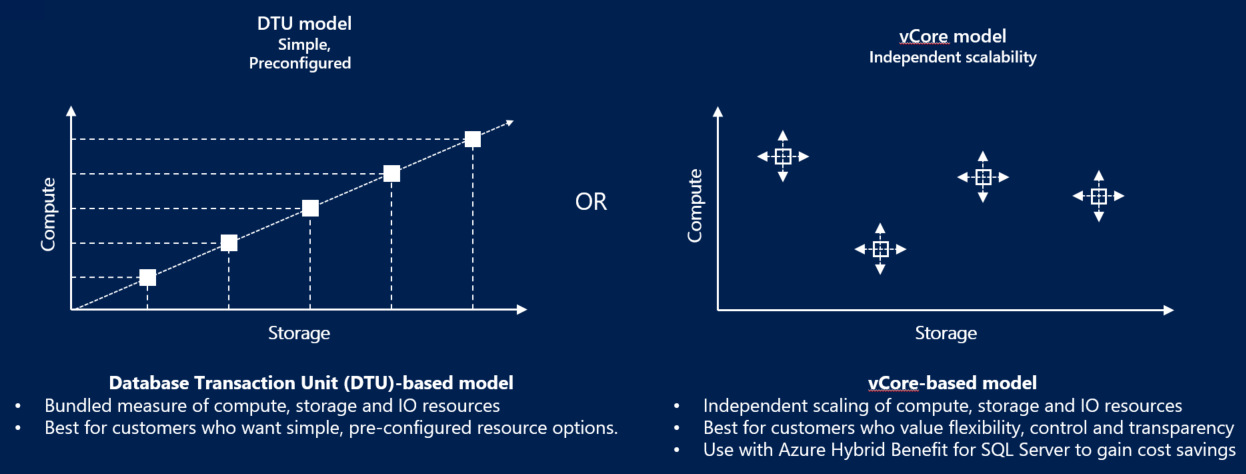 DTU model
Simple,
Preconfigured
Compute
Storage
OR
vCore model
Independent scalability
Compute
Storage
Database Transaction Unit (DTU)-based model
• Bundled measure of compute, storage and IO resources
• Best for customers who want simple, pre-configured resource options.
vCore-based model
• Independent scaling of compute, storage and IO resources
• Best for customers who value flexibility, control and transparency
• Use with Azure Hybrid Benefit for SQL Server to gain cost savings